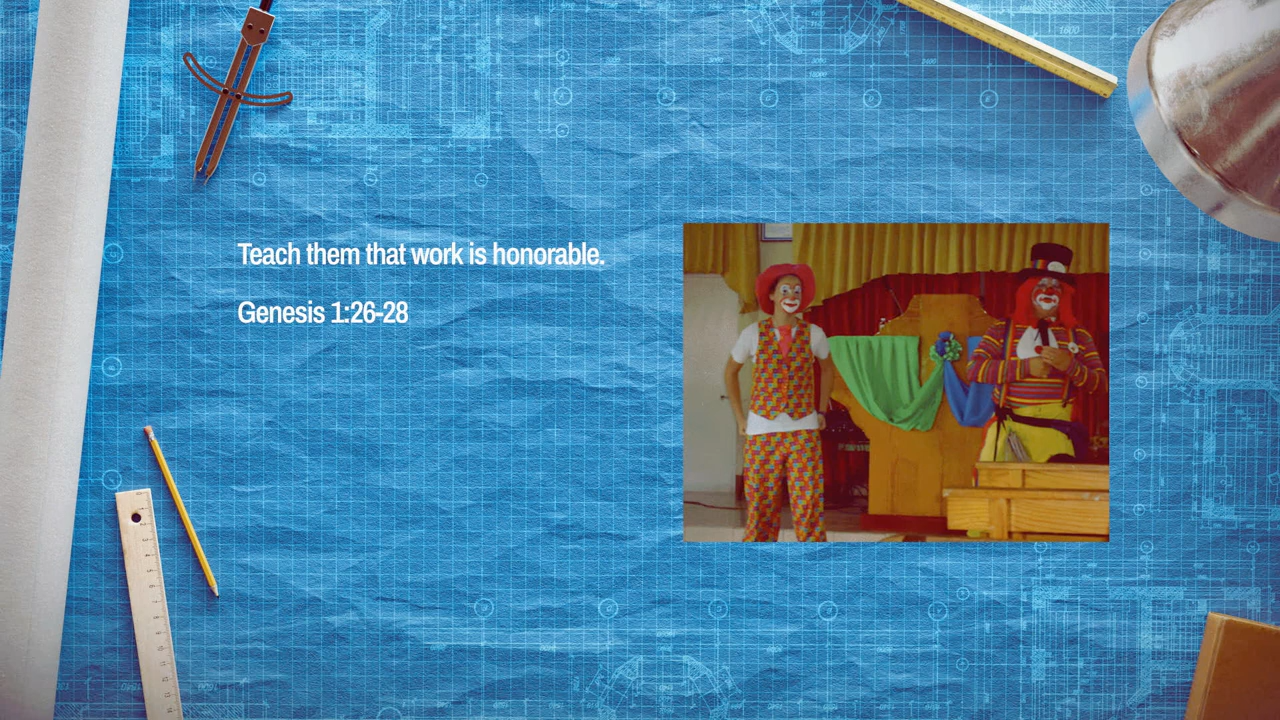 Teach them that work is honorable.
Genesis 1:26-28